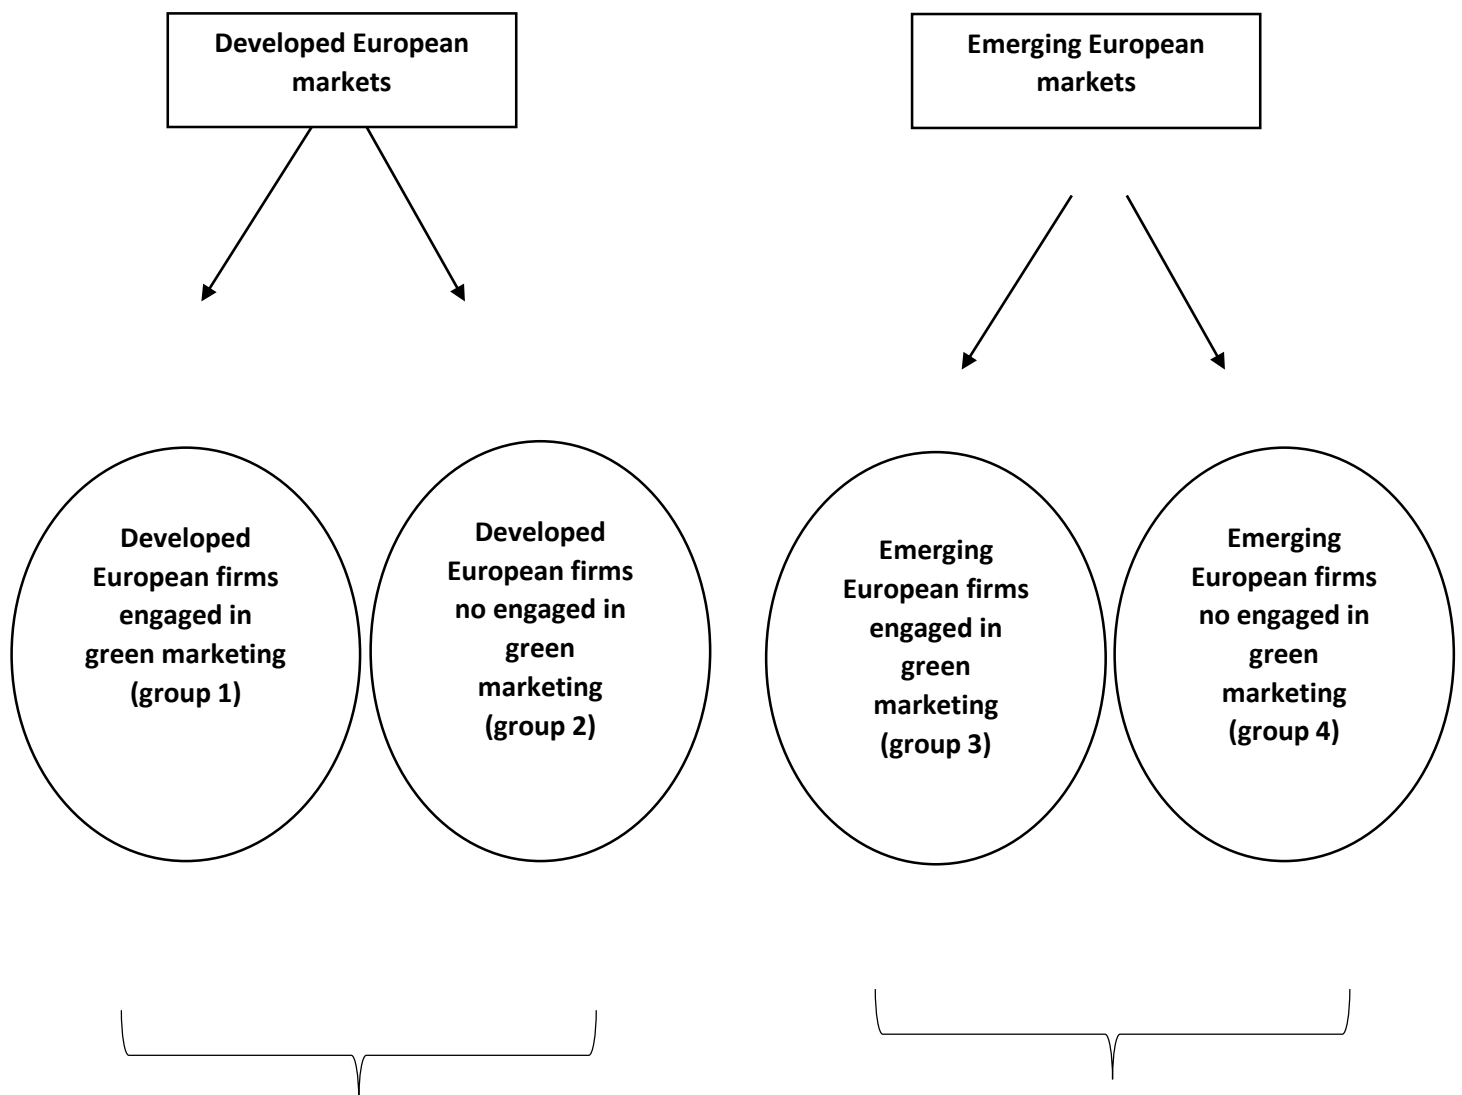 Developed European
markets
Emerging European
markets
Developed
European firms
engaged in
green marketing
(group 1)
Developed
European firms
no engaged in
green
marketing
(group 2)
Emerging
European firms
engaged in
green
marketing
(group 3)
Emerging
European firms
no engaged in
green
marketing
(group 4)